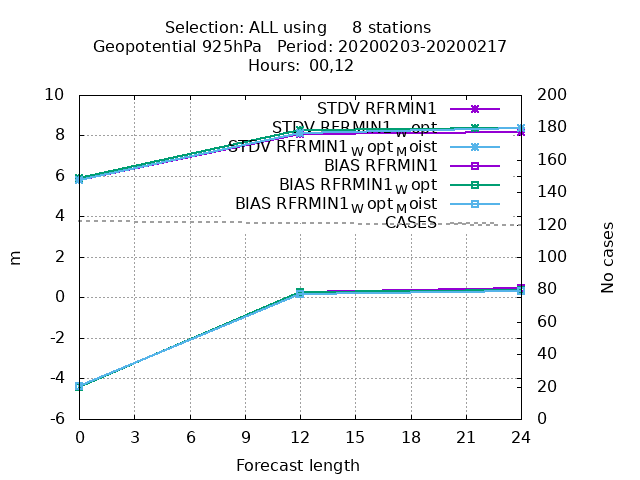 Selection: ALL using 8 stations
Geopotential 925hPa Period: 20200203-20200217
Hours: 00,12
10
8
6
4
2
0
-2
-4
-6
m
STDV RFRMIN1
STDV RFRMIN1_W opt
STDV RFRMIN1_W opt_M oist
BIAS RFRMIN1
BIAS RFRMIN1_W opt
BIAS RFRMIN1_W opt_M oist
CASES
200
180
160
140
120
100
80
60
40
20
0
No cases
0 3 6 9 12 15 18 21 24
Forecast length